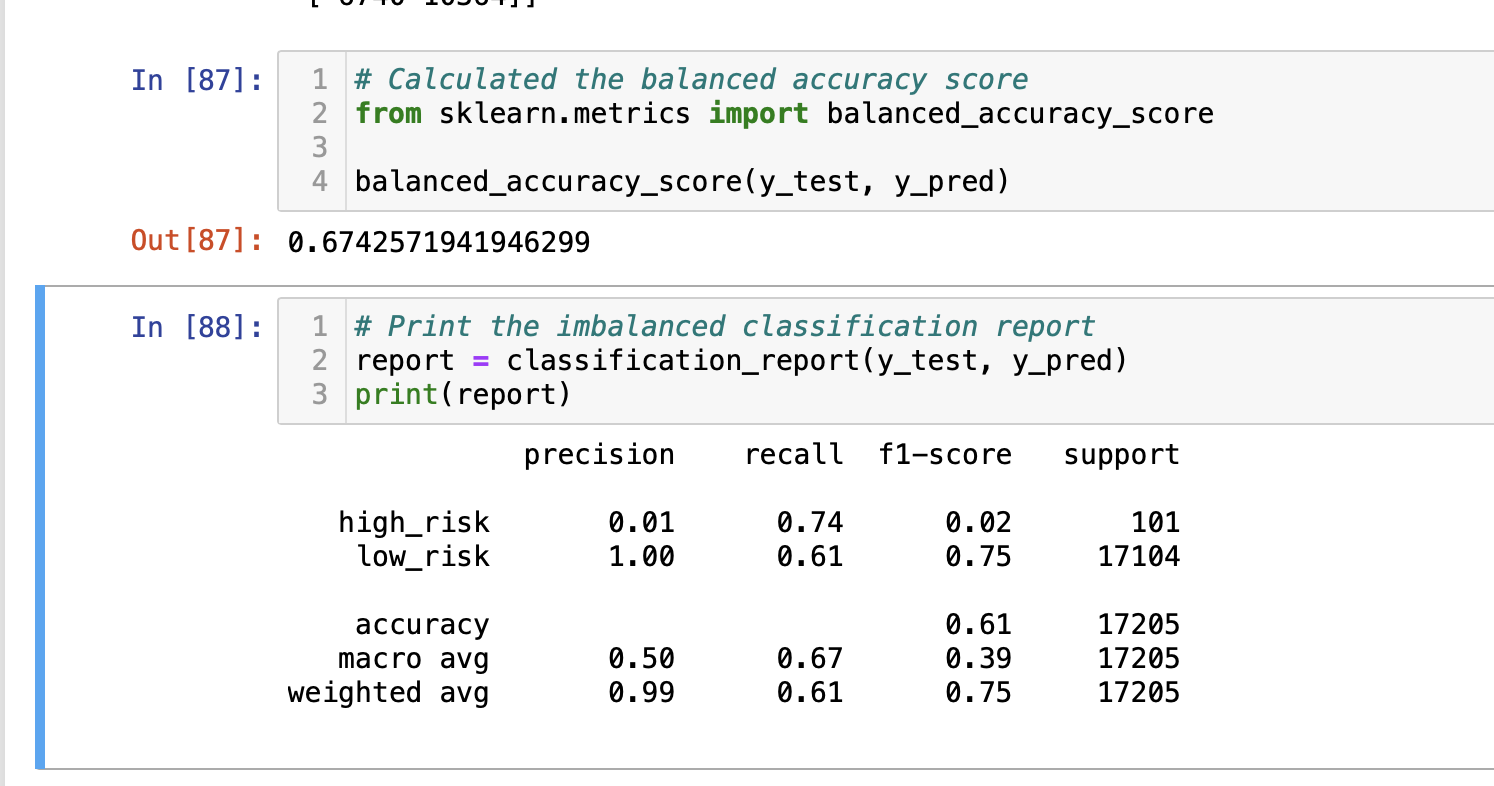 In [87]:
1 # Calculated the balanced accuracy score
2 from sklearn.metrics import balanced_accuracy_score
3
4 balanced_accuracy_score(y_test, y_pred)
Out[87]: 0.6742571941946299
In [88]:
1 # Print the imbalanced classification report
2 report = classification_report(y_test, y_pred)
3 print(report)
precision recall f1-score support
high_risk 0.01 0.74 0.02 101
low_risk 1.00 0.61 0.75 17104
accuracy 0.61 17205
macro avg 0.50 0.67 0.39 17205
weighted avg 0.99 0.61 0.75 17205